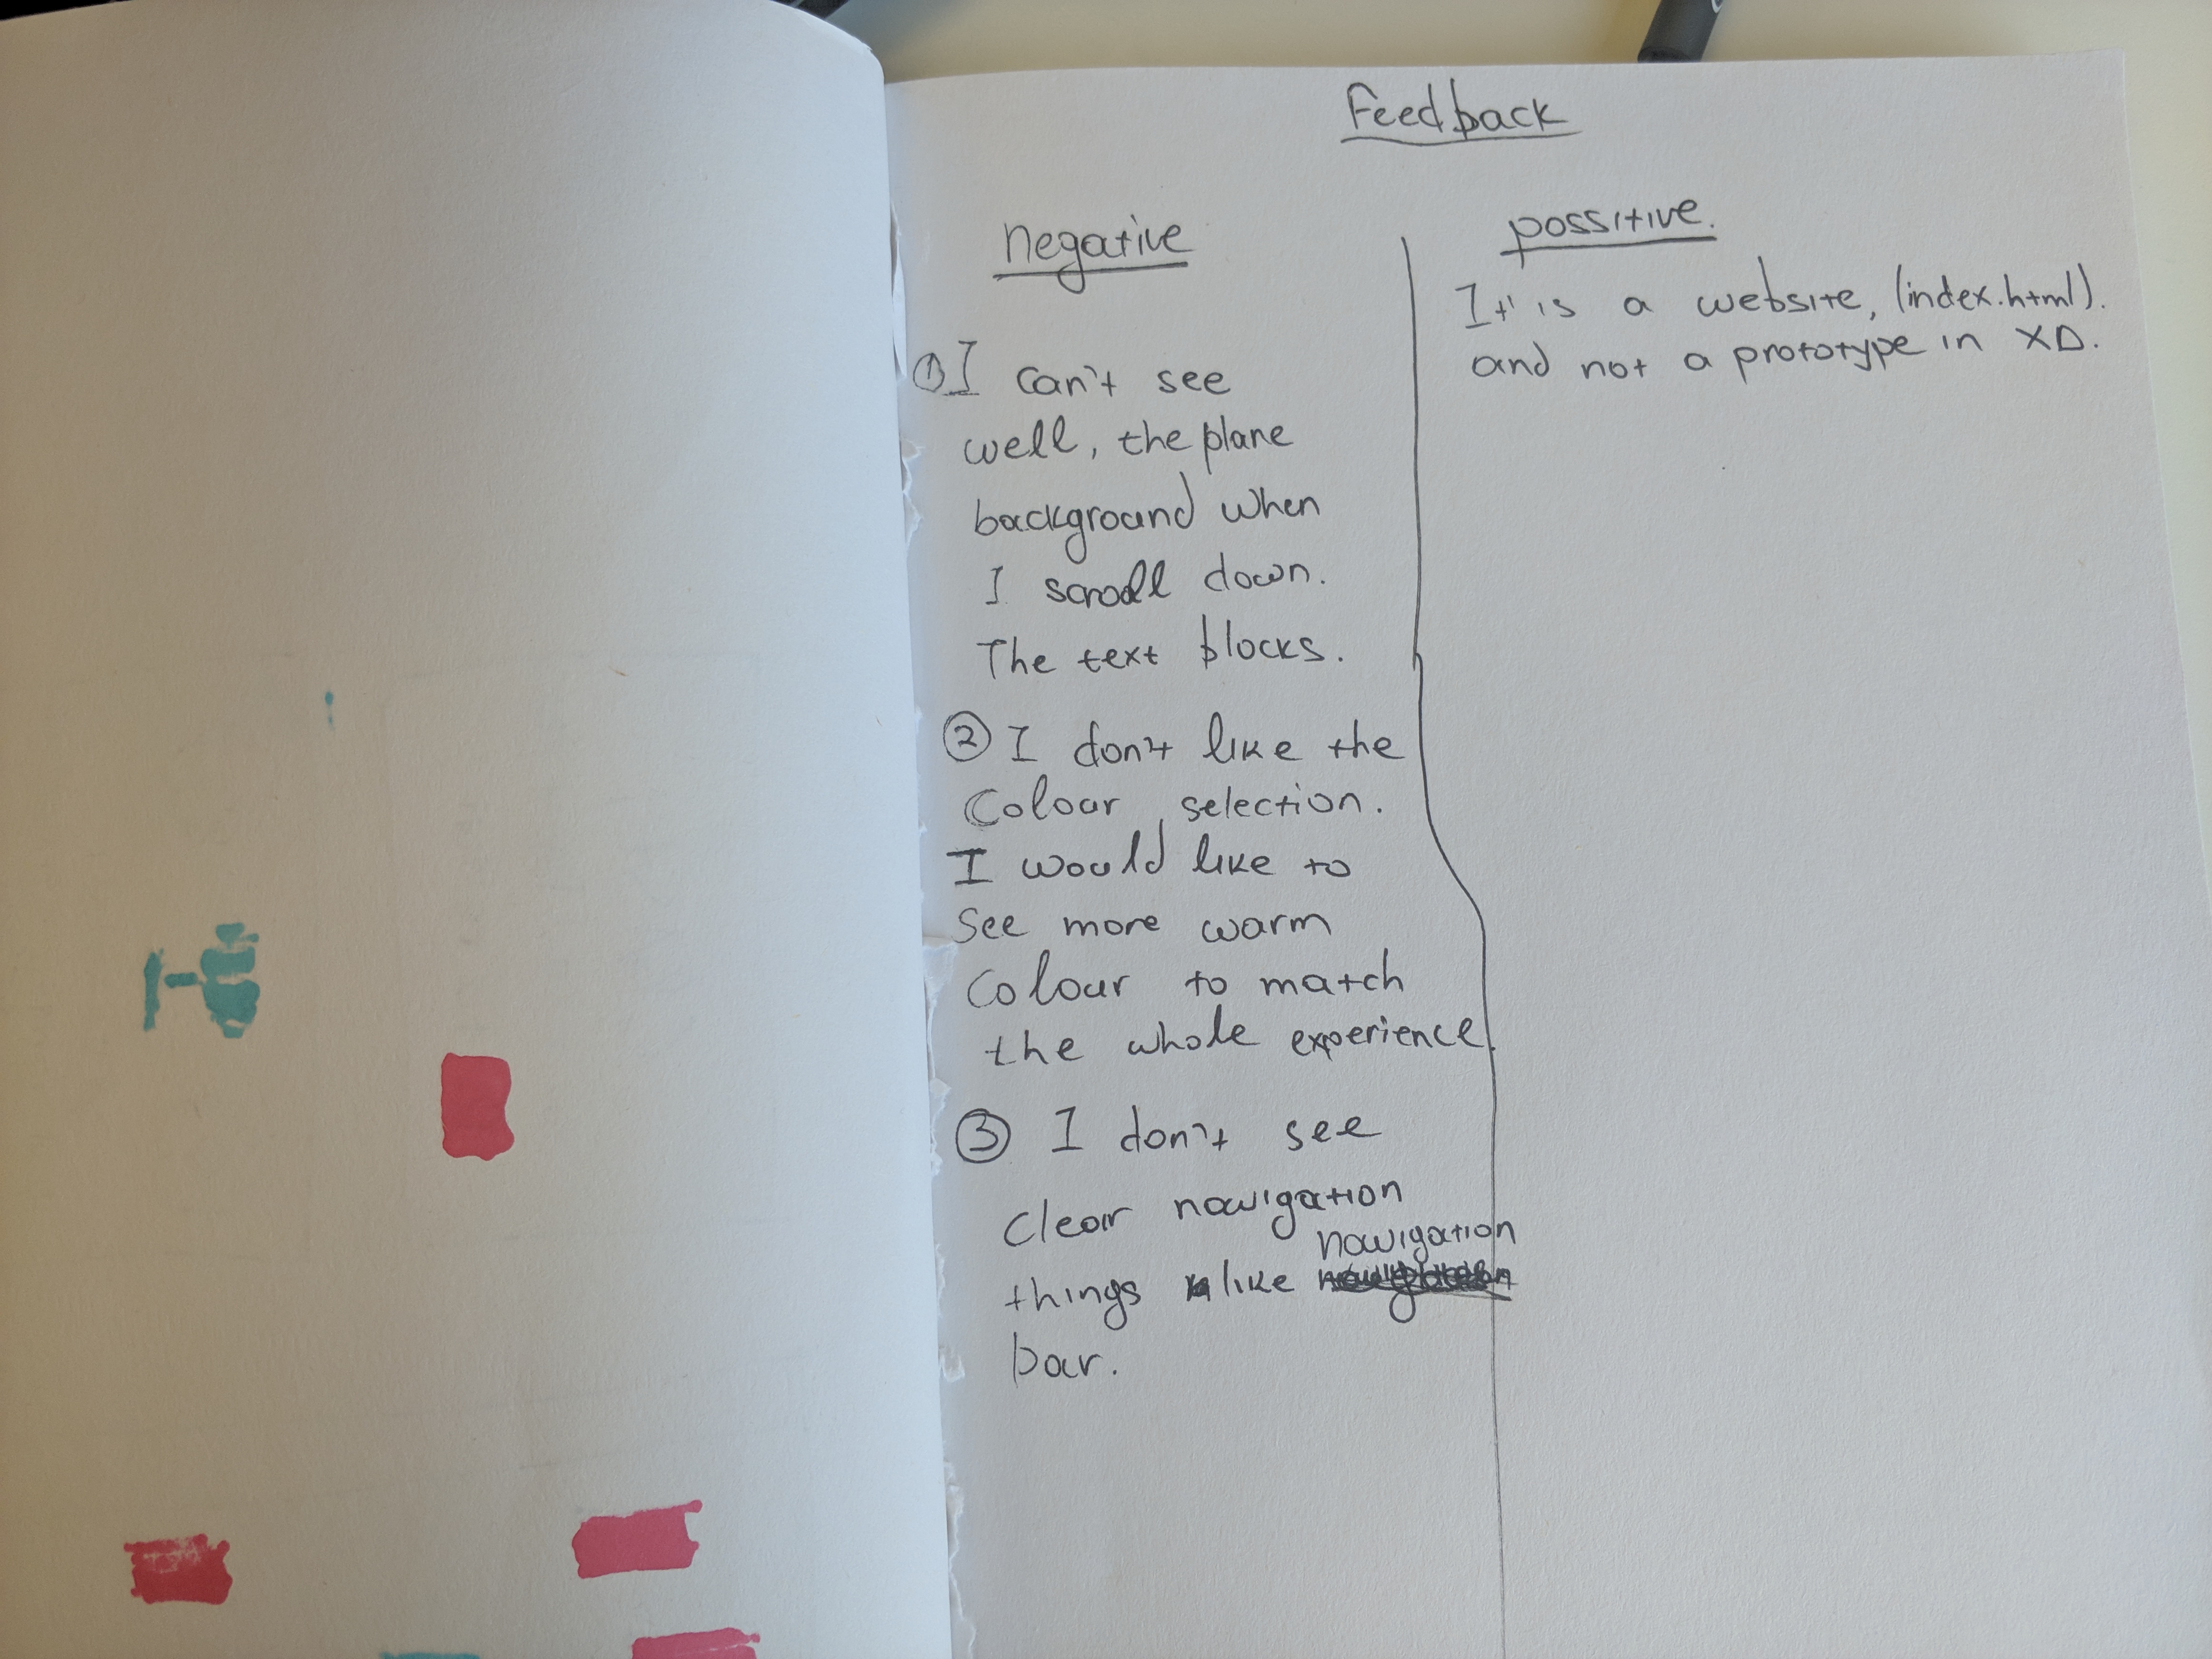 Feedback
negative
① I can't see
well, the plane
background when
I scroll down.
The text blocks.
② I don't like the
Colour selection.
I would like to
see more warm
Colour to match
the whole experience.
③ I don't see
clear nawigation
things like nawigation
bar.
possitive.
It is a website, (index.html).
and not a prototype in XD.